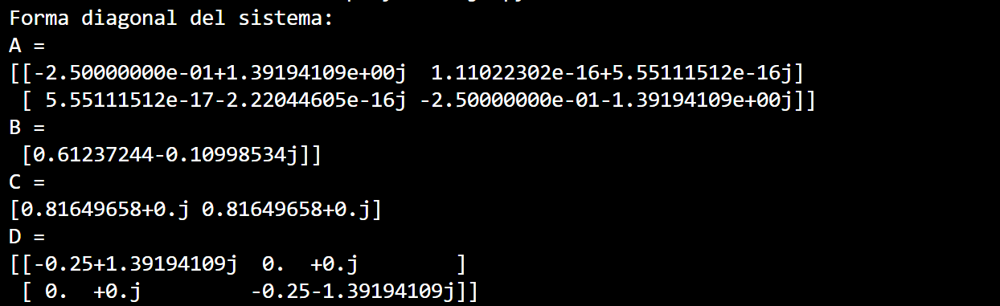 Forma diagonal del sistema:
A =
[[-2.50000000e-01+1.39194109e+00j  1.11022302e-16+5.55111512e-16j]
 [ 5.55111512e-17-2.22044605e-16j -2.50000000e-01-1.39194109e+00j]]
B =
 [0.61237244-0.10998534j]]
C =
[0.81649658+0.j 0.81649658+0.j]
D =
[[-0.25+1.39194109j  0.  +0.j        ]
 [ 0.  +0.j         -0.25-1.39194109j]]